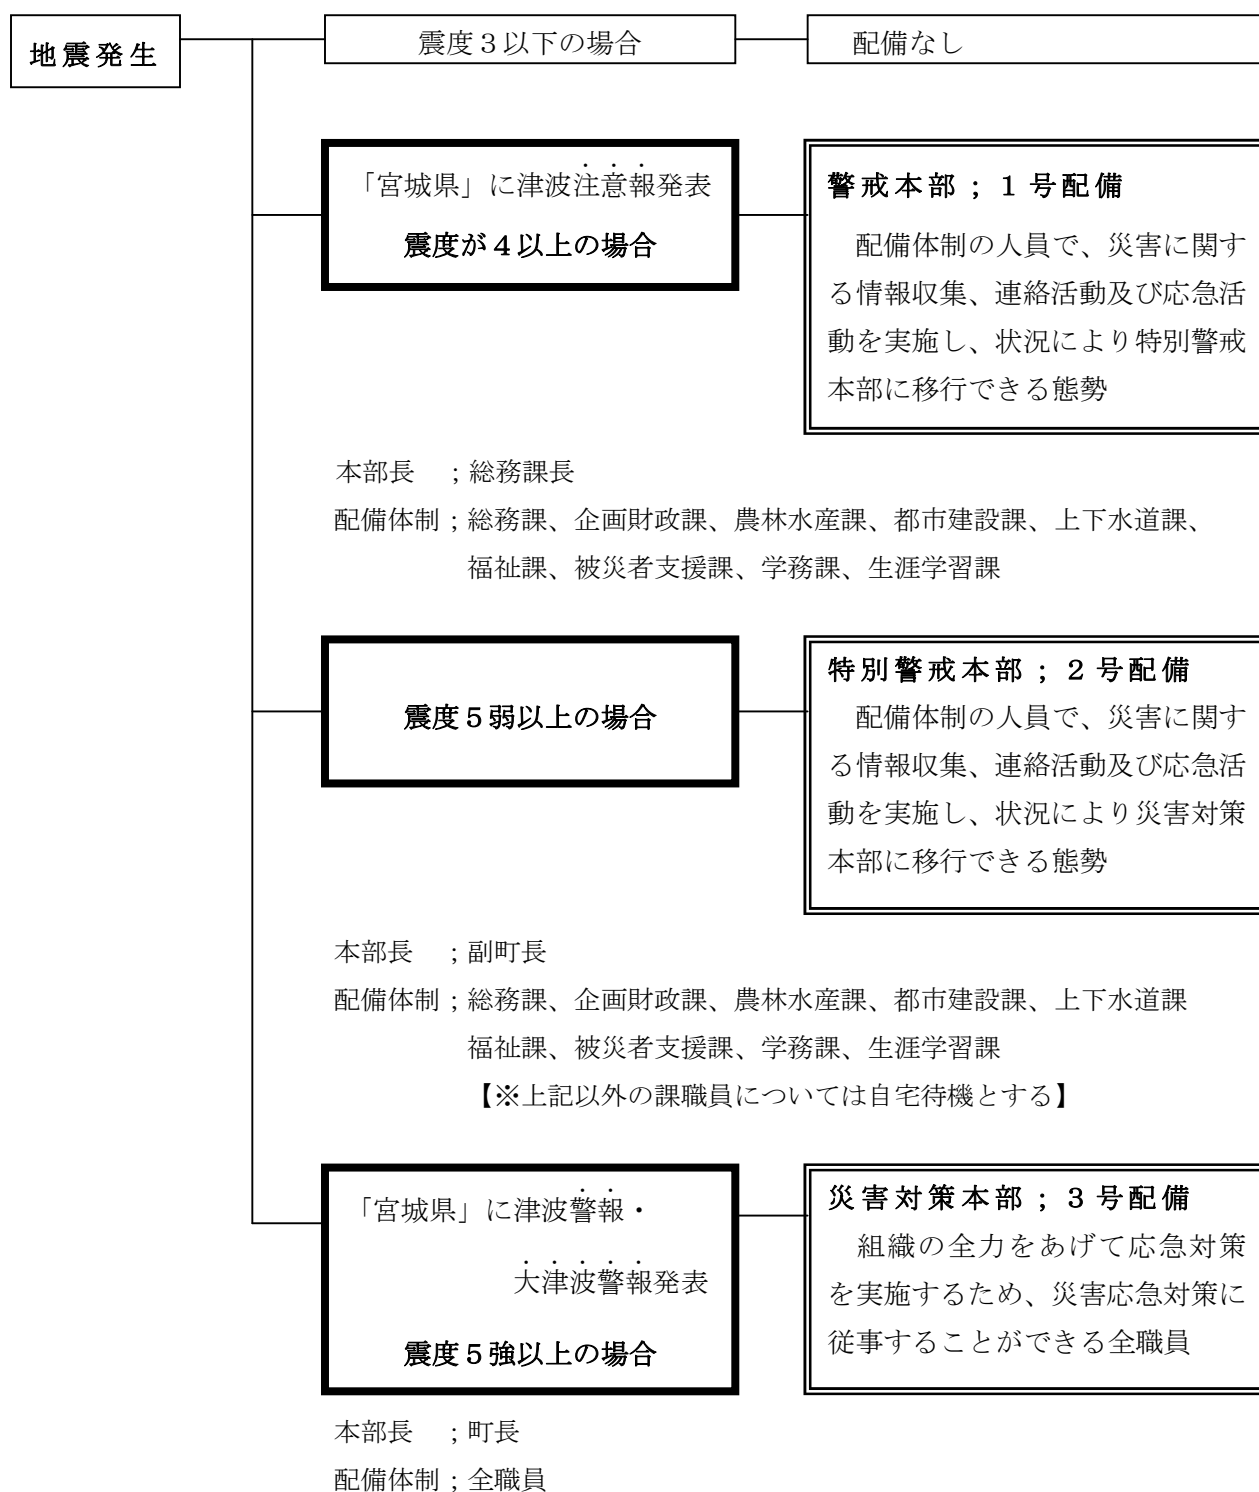 地震発生
震度３以下の場合
配備なし
「宮城県」に津波注意報発表
震度が４以上の場合
警戒本部；１号配備
配備体制の人員で、災害に関す
る情報収集、連絡活動及び応急活
動を実施し、状況により特別警戒
本部に移行できる態勢
本部長　；総務課長
配備体制；総務課、企画財政課、農林水産課、都市建設課、上下水道課、
福祉課、被災者支援課、学務課、生涯学習課
震度５弱以上の場合
特別警戒本部；２号配備
配備体制の人員で、災害に関す
る情報収集、連絡活動及び応急活
動を実施し、状況により災害対策
本部に移行できる態勢
本部長　；副町長
配備体制；総務課、企画財政課、農林水産課、都市建設課、上下水道課
福祉課、被災者支援課、学務課、生涯学習課
【※上記以外の課職員については自宅待機とする】
「宮城県」に津波警報・
大津波警報発表
震度５強以上の場合
災害対策本部；３号配備
組織の全力をあげて応急対策
を実施するため、災害応急対策に
従事することができる全職員
本部長　；町長
配備体制；全職員